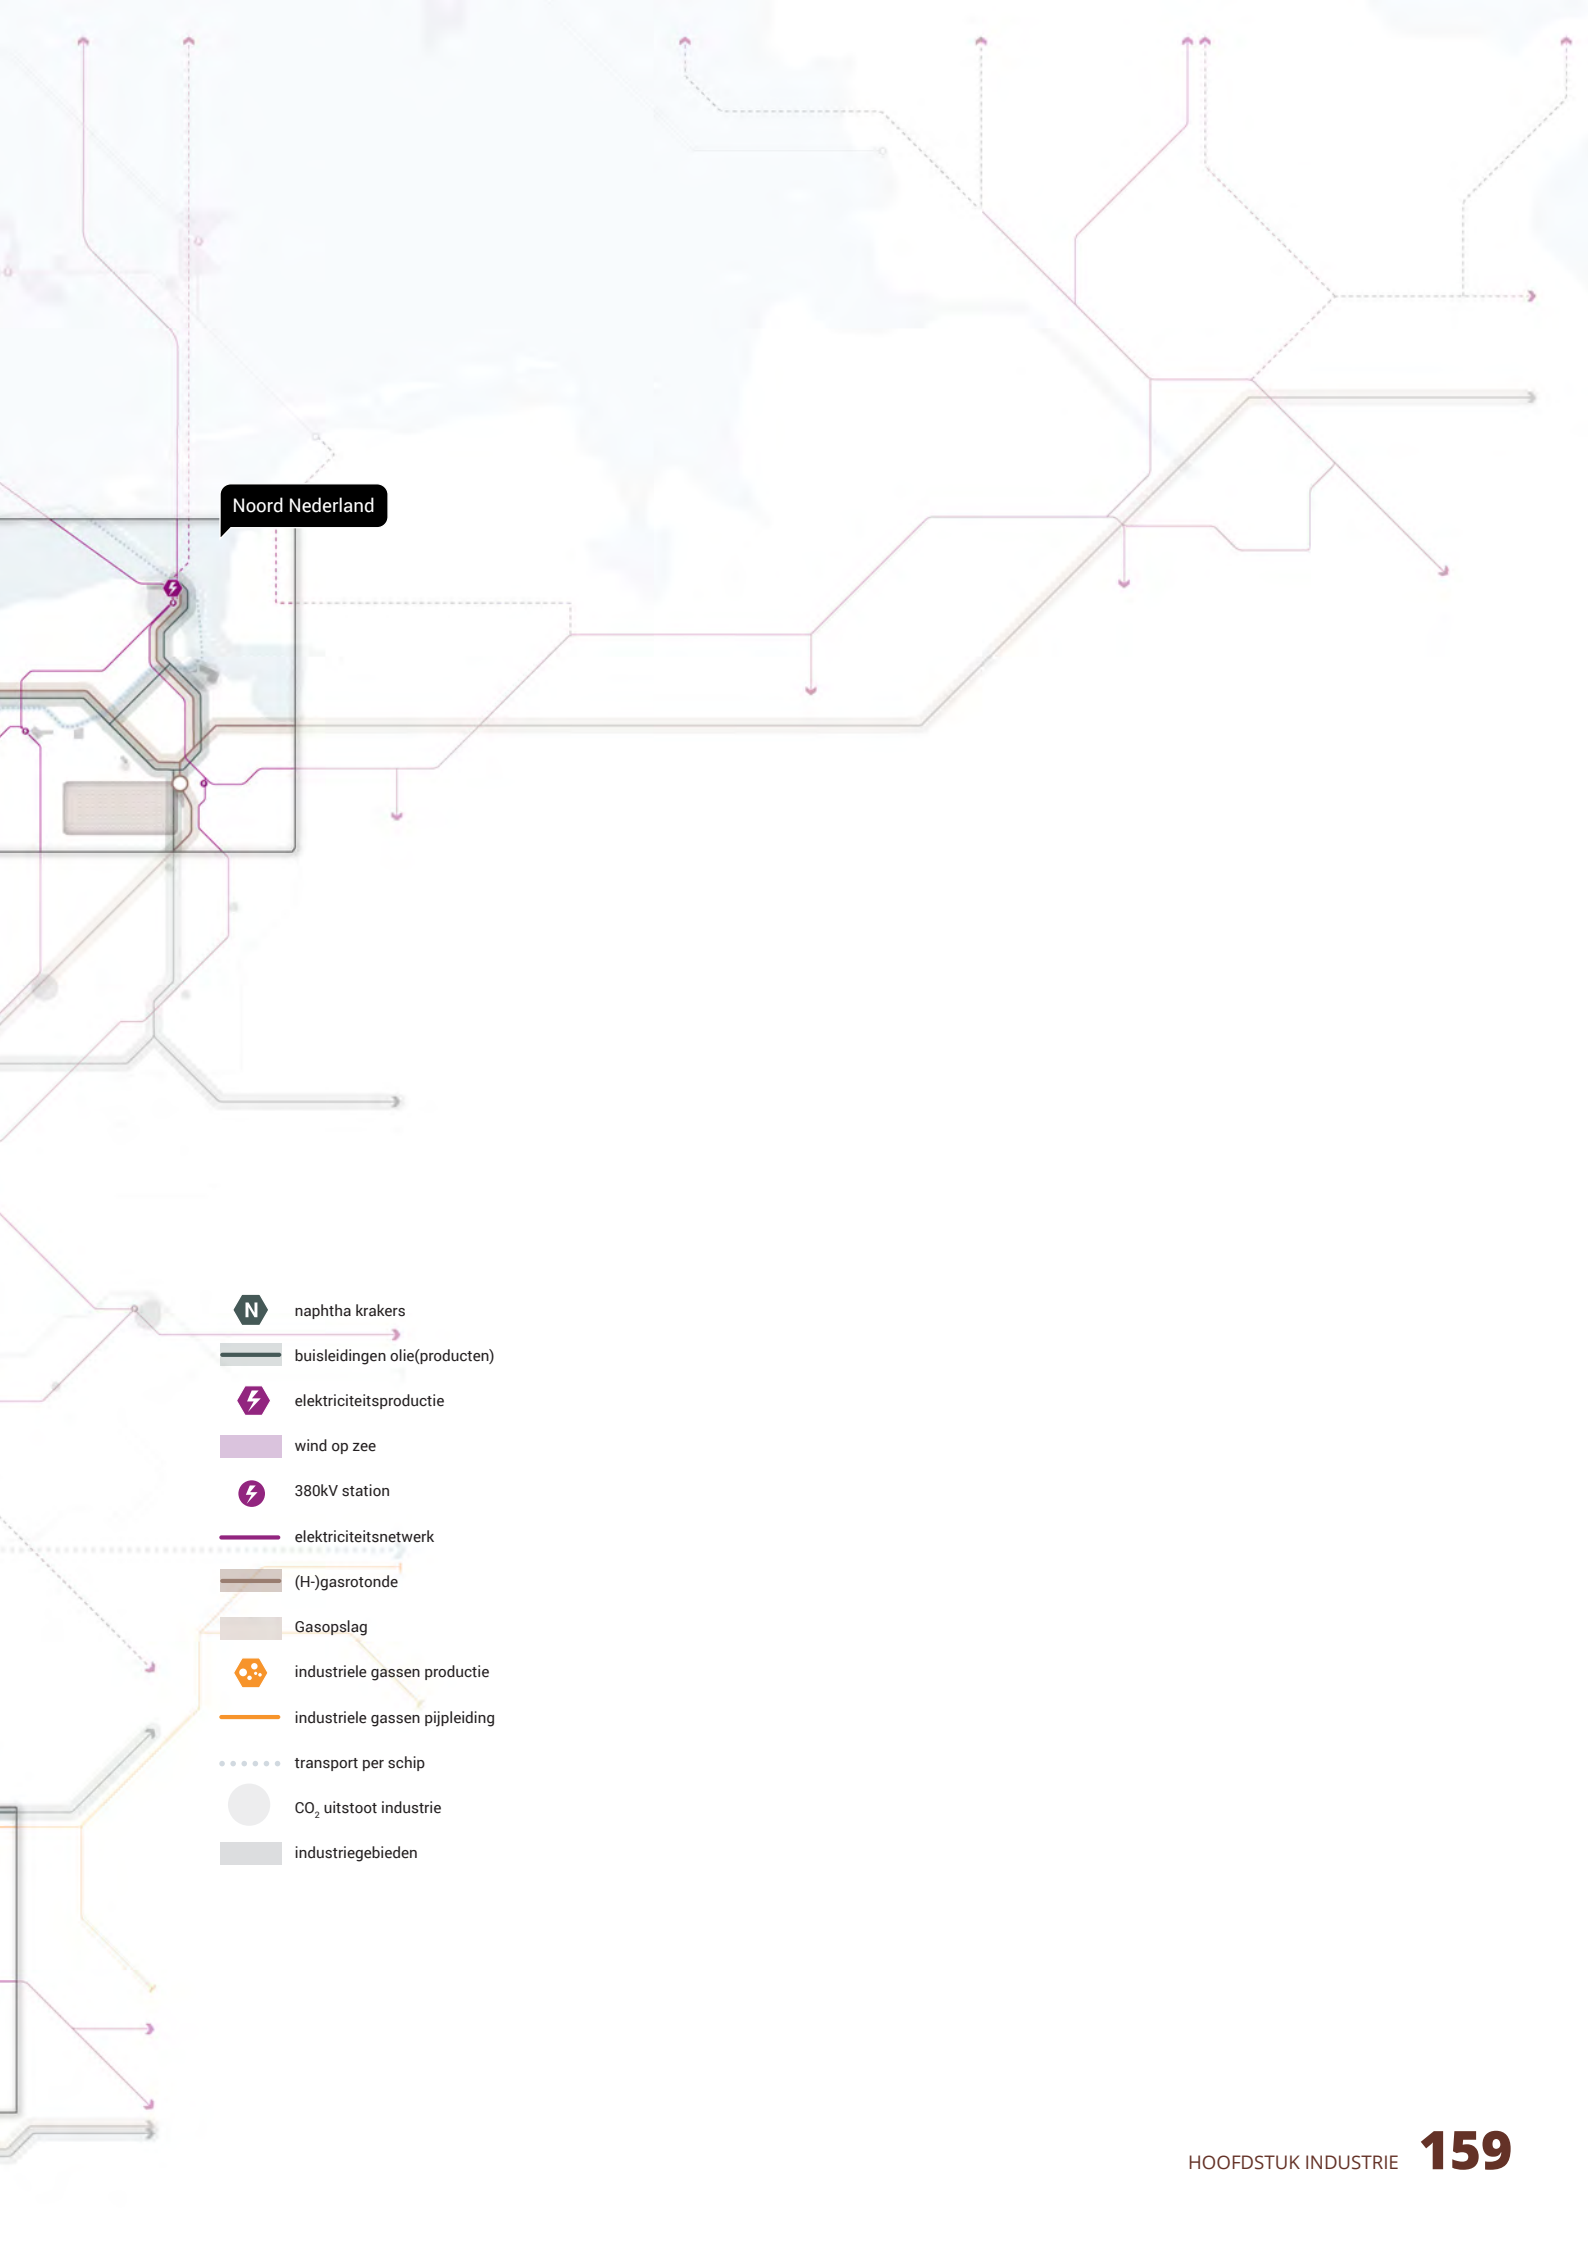 Noord Nederland
N naphtha krakers
buisleidingen olie(producten)
elektriciteitsproductie
wind op zee
380kV station
elektriciteitsnetwerk
(H-)gasrotonde
Gasopslag
industriele gassen productie
industriele gassen pijpleiding
transport per schip
CO₂ uitstoot industrie
industriegebieden
HOOFDSTUK INDUSTRIE 159